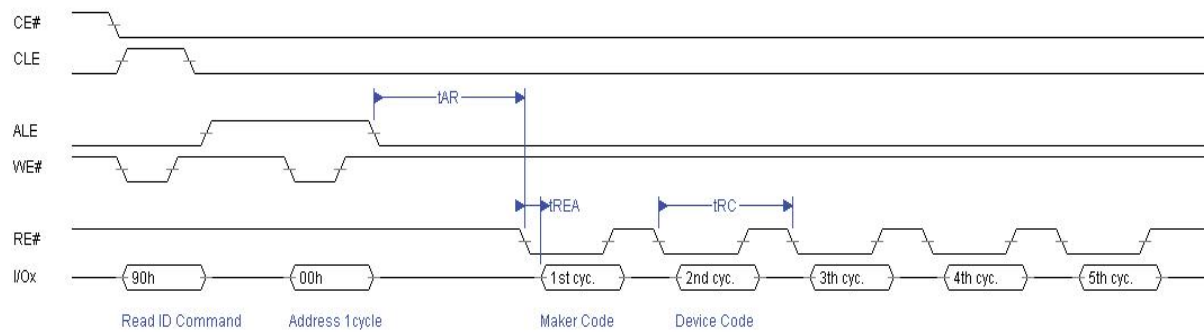 CE#
CLE
tAR
ALE
WE#
tREA
tRC
RE#
I/Ox
90h
00h
1st cyc.
2nd cyc.
3th cyc.
4th cyc.
5th cyc.
Read ID Command
Address 1cycle
Maker Code
Device Code